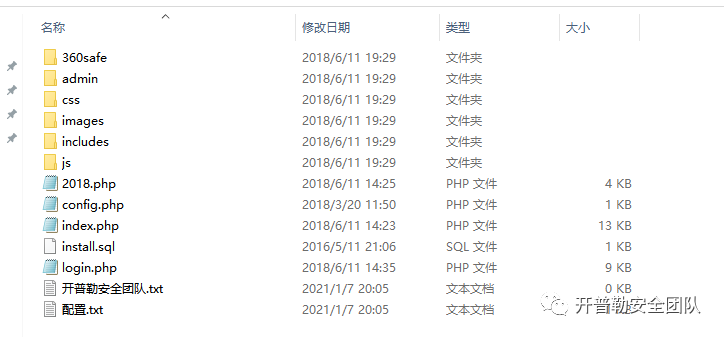 名称 修改日期 类型 大小
360safe 2018/6/11 19:29 文件夹
admin 2018/6/11 19:29 文件夹
css 2018/6/11 19:29 文件夹
images 2018/6/11 19:29 文件夹
includes 2018/6/11 19:29 文件夹
js 2018/6/11 19:29 文件夹
2018.php 2018/6/11 14:25 PHP 文件 4 KB
config.php 2018/3/20 11:50 PHP 文件 1 KB
index.php 2018/6/11 14:23 PHP 文件 13 KB
install.sql 2016/5/11 21:06 SQL 文件 1 KB
login.php 2018/6/11 14:35 PHP 文件 9 KB
开普勒安全团队.txt 2021/1/7 20:05 文本文档 0 KB
配置.txt 2021/1/7 20:05 文本文档
开普勒安全团队